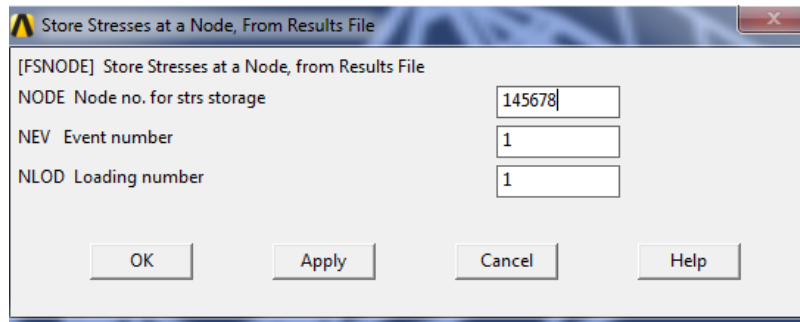 Store Stresses at a Node, From Results File
[FSNODE] Store Stresses at a Node, from Results File
NODE Node no. for strs storage 145678
NEV Event number 1
NLOD Loading number 1
OK Apply Cancel Help